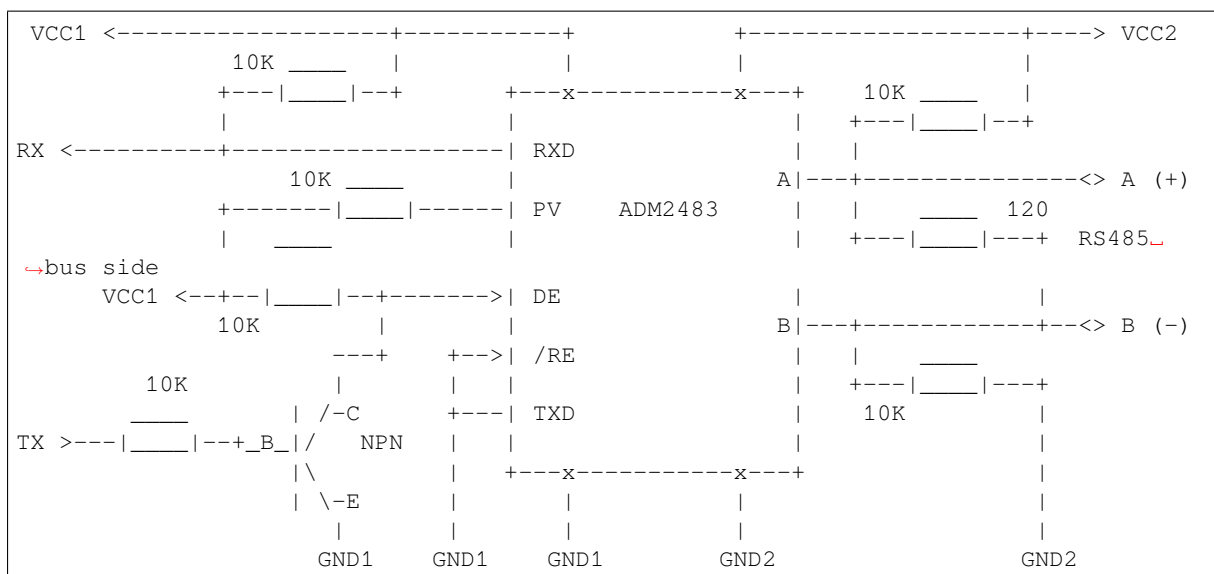 VCC1 <--------------------+------------+            +--------------------+----> VCC2
10K ____   |            |            |                    |
+---|____|--+        +---x-----------x---+     10K ____   |
|                    |                   |    +---|____|--+
RX <----------+--------------------| RXD               |    |
10K ____       |                  A|---+---------------<> A (+)
+-------|____|------| PV     ADM2483    |    |    ____  120
|   ____            |                   |    +---|____|---+  RS485␣
↪bus side
VCC1 <--+--|____|--+------->| DE                |                 |
10K        |        |                  B|---+------------+--<> B (-)
---+    +-->| /RE               |    |    ____
10K            |       |   |                   |    +---|____|---+
____       | /-C      +---| TXD               |    10K          |
TX >---|____|--+_B_|/   NPN   |   |                   |                 |
|\         |   +---x-----------x---+                 |
| \-E      |       |           |                     |
|       |       |           |                     |
GND1    GND1    GND1        GND2                  GND2